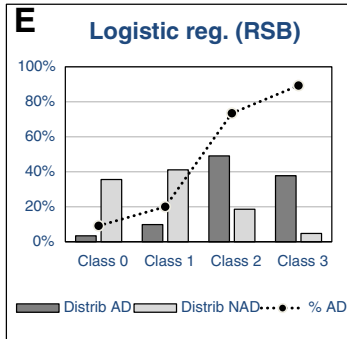 E
Logistic reg. (RSB)
100%
80%
60%
40%
20%
0%
Class 0 Class 1 Class 2 Class 3
Distrib AD Distrib NAD % AD